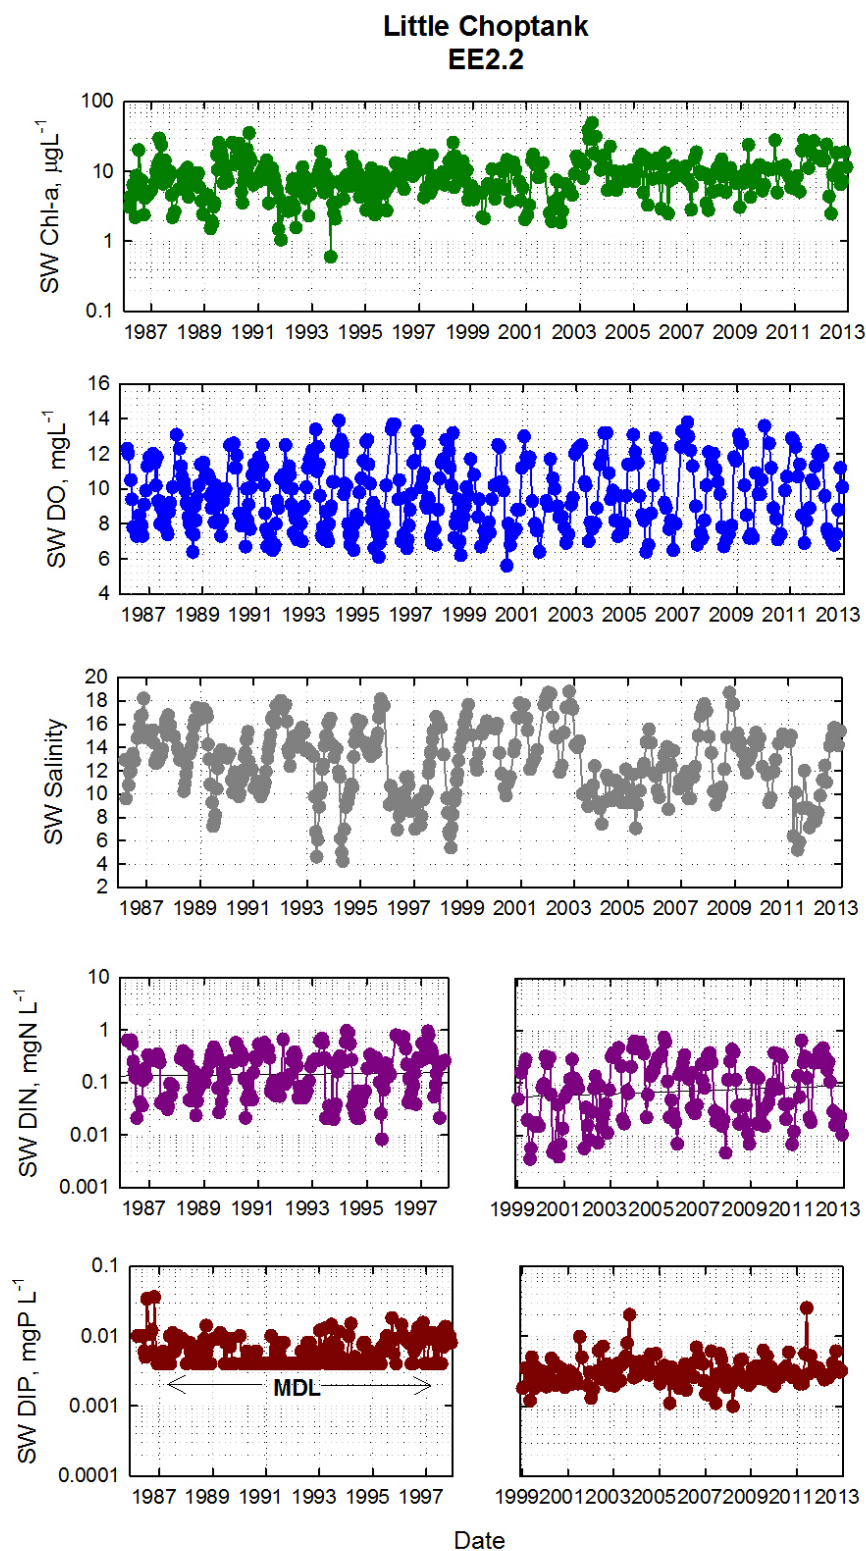 Little Choptank
EE2.2
SW Chl-a, µgL⁻¹
100
10
1
0.1
1987 1989 1991 1993 1995 1997 1999 2001 2003 2005 2007 2009 2011 2013
SW DO, mgL⁻¹
16
14
12
10
8
6
4
1987 1989 1991 1993 1995 1997 1999 2001 2003 2005 2007 2009 2011 2013
SW Salinity
20
18
16
14
12
10
8
6
4
2
1987 1989 1991 1993 1995 1997 1999 2001 2003 2005 2007 2009 2011 2013
SW DIN, mgN L⁻¹
10
1
0.1
0.01
0.001
1987 1989 1991 1993 1995 1997
1999 2001 2003 2005 2007 2009 2011 2013
SW DIP, mgP L⁻¹
0.1
0.01
0.001
0.0001
MDL
1987 1989 1991 1993 1995 1997
1999 2001 2003 2005 2007 2009 2011 2013
Date